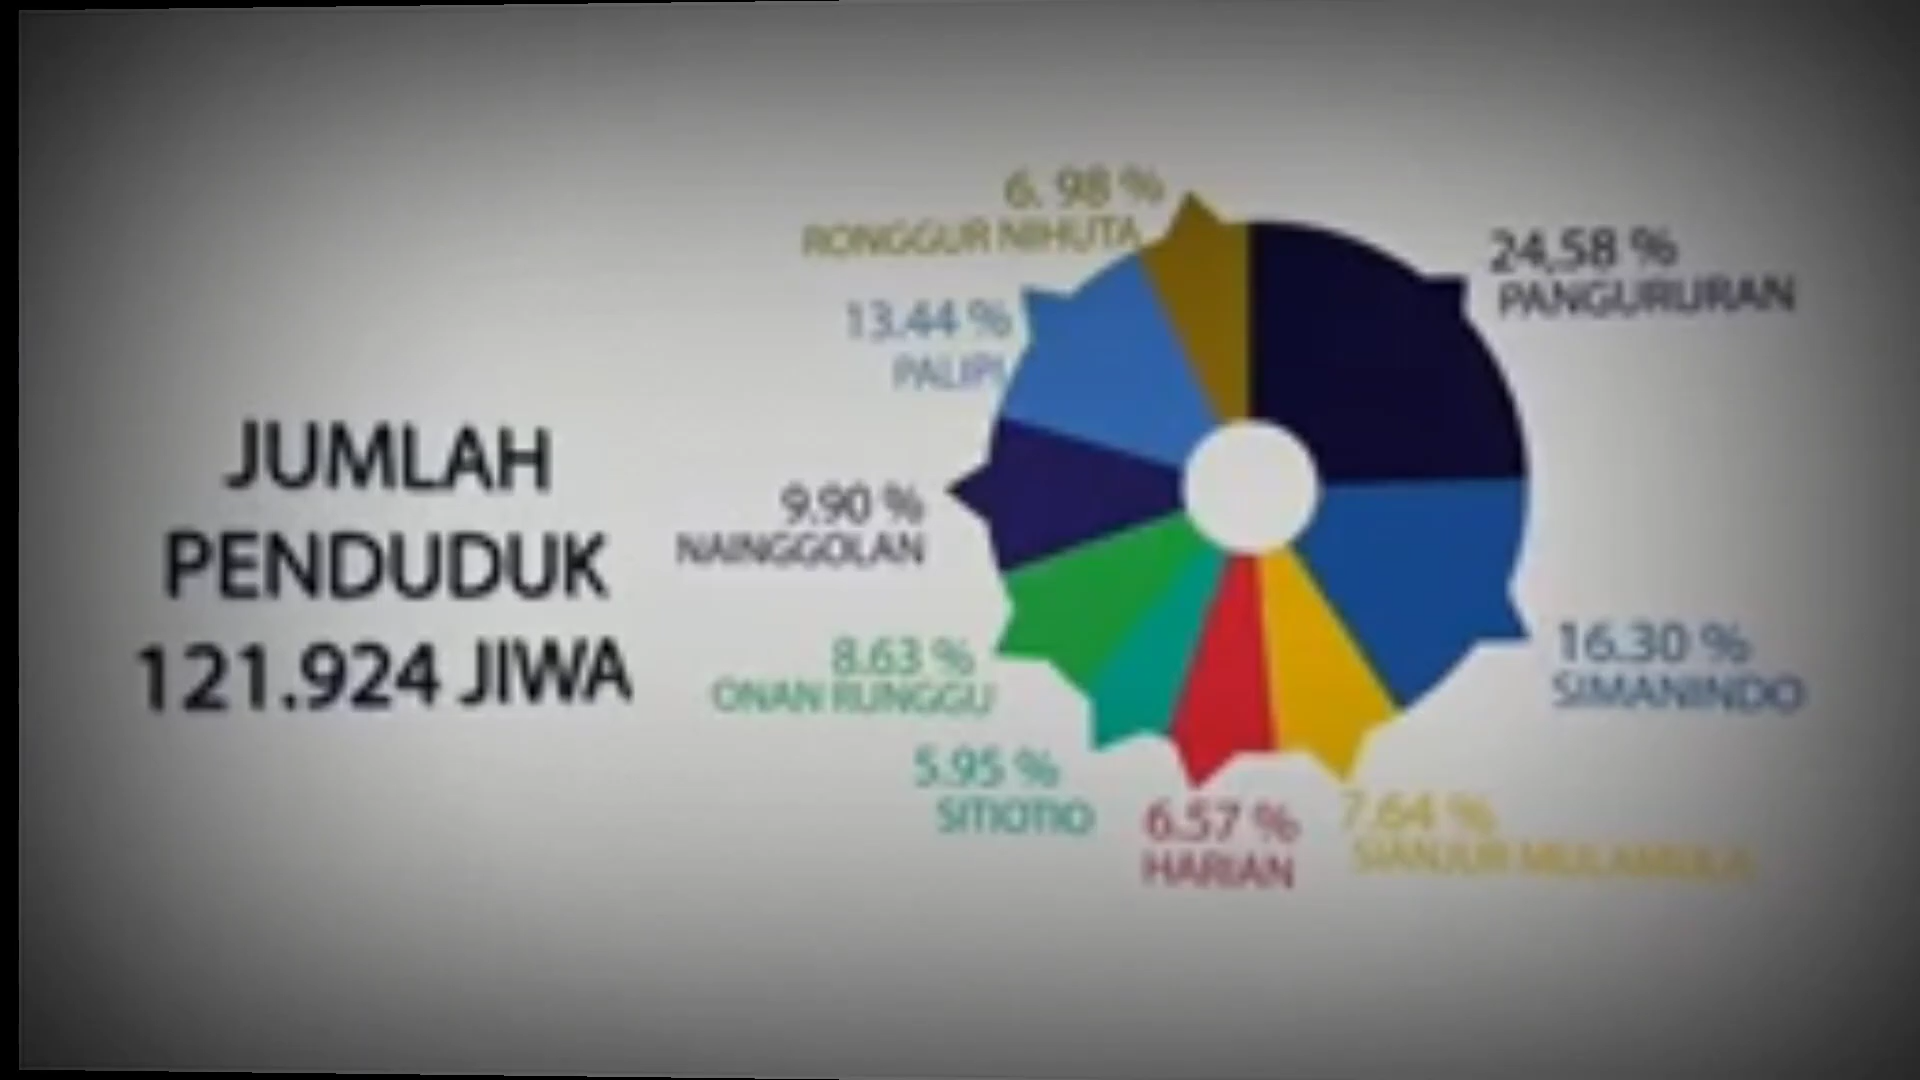 JUMLAH
PENDUDUK
121.924 JIWA
6. 98 %
RONGGUR NIHUTA
24,58 %
PANGURURAN
13.44 %
PALIPI
9.90 %
NAINGGOLAN
16.30 %
SIMANINDO
8.63 %
ONAN RUNGGU
5.95 %
SITIOTIO
6.57 %
HARIAN
7.64 %
SIANJUR